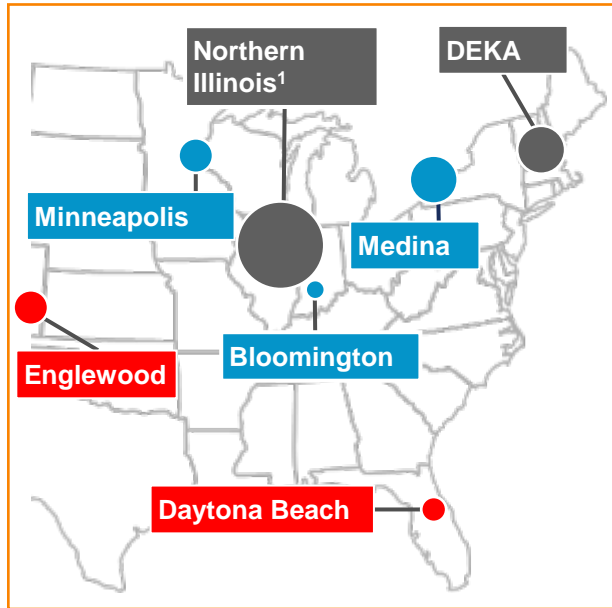 Northern
Illinois¹
DEKA
Minneapolis
Medina
Bloomington
Englewood
Daytona Beach